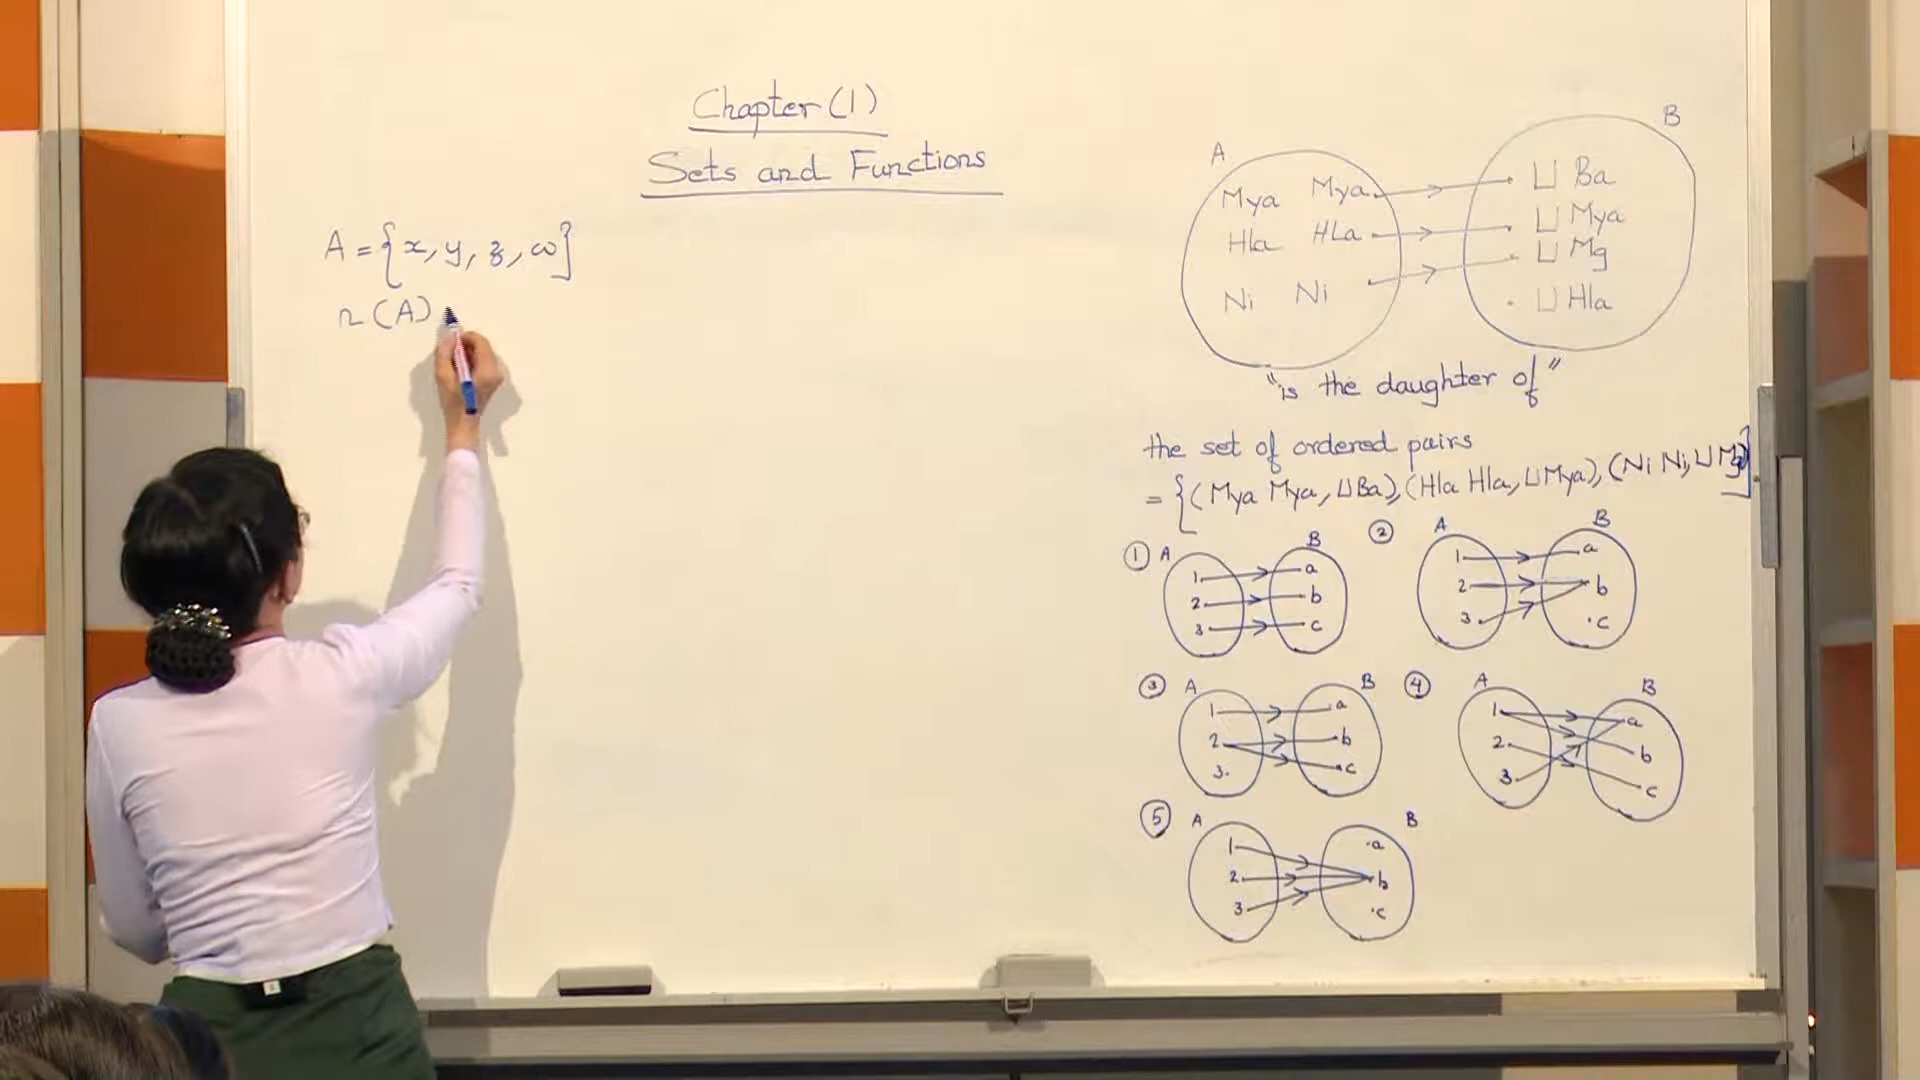 Chapter (1)
Sets and Functions
A = {x, y, z, ω}
n (A)
A
B
Mya Mya
Hla HLa
Ni Ni
U Ba
U Mya
U Mg
U Hla
"is the daughter of"
the set of ordered pairs
= {(Mya Mya, U Ba), (Hla Hla, U Mya), (Ni Ni, U Mg)}
① A B
1 a
2 b
3 c
② A B
1 a
2 b
3 c
③ A B
1 a
2 b
3 c
④ A B
1 a
2 b
3 c
⑤ A B
1 a
2 b
3 c